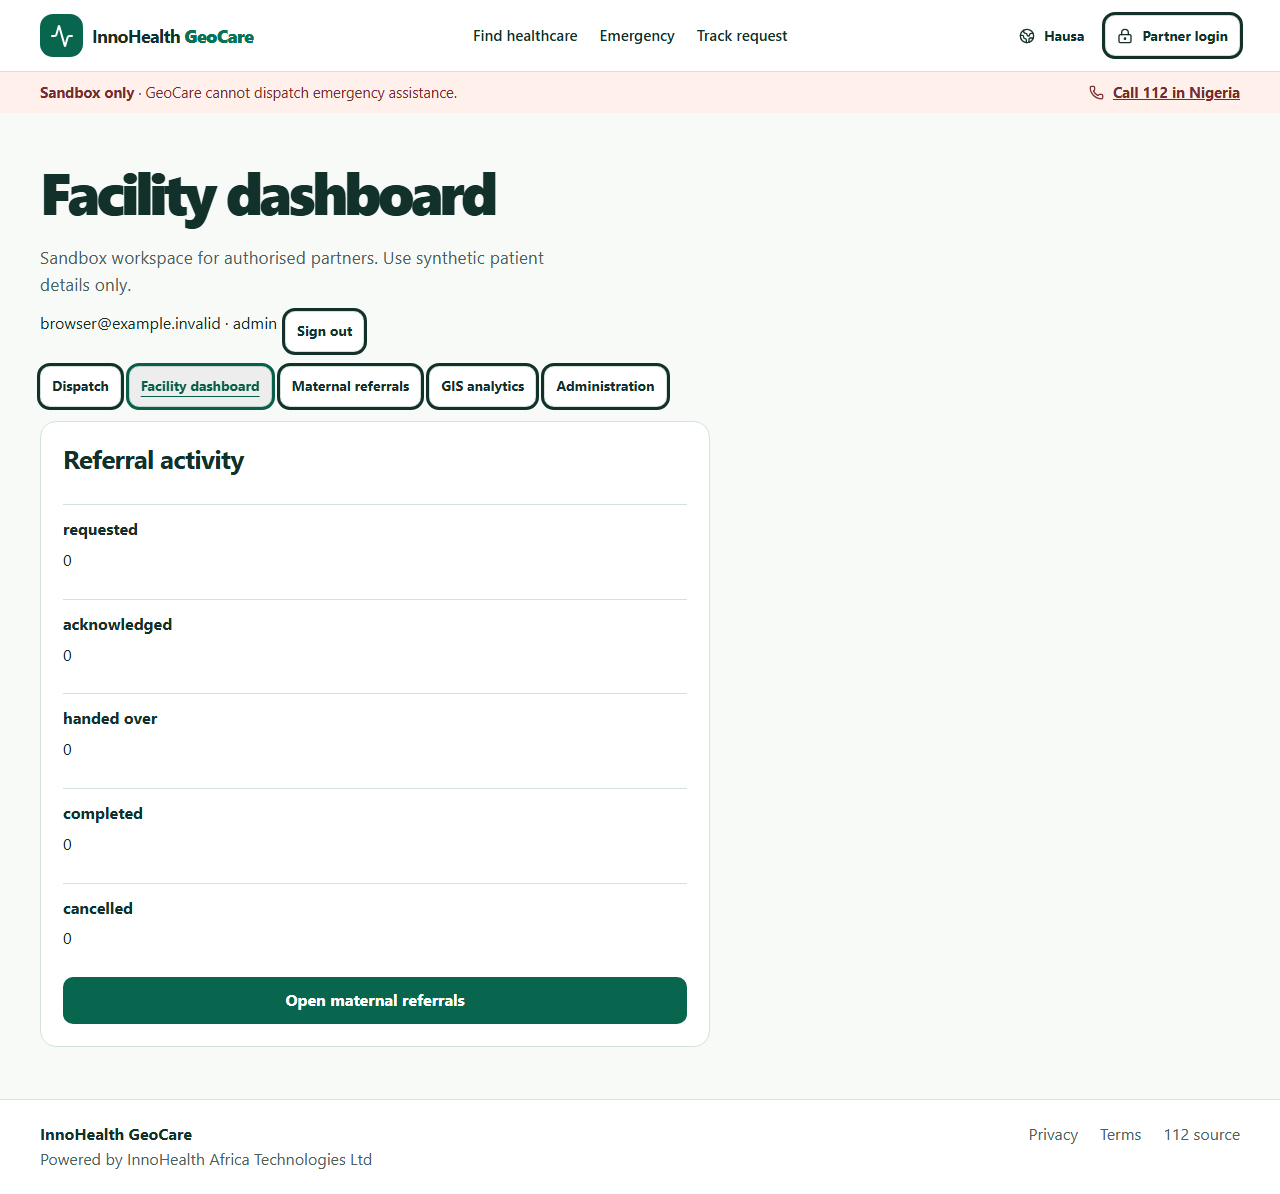 InnoHealth GeoCare
Find healthcare
Emergency
Track request
Hausa
Partner login
Sandbox only · GeoCare cannot dispatch emergency assistance.
Call 112 in Nigeria
Facility dashboard
Sandbox workspace for authorised partners. Use synthetic patient
details only.
browser@example.invalid · admin
Sign out
Dispatch
Facility dashboard
Maternal referrals
GIS analytics
Administration
Referral activity
requested
0
acknowledged
0
handed over
0
completed
0
cancelled
0
Open maternal referrals
InnoHealth GeoCare
Powered by InnoHealth Africa Technologies Ltd
Privacy
Terms
112 source